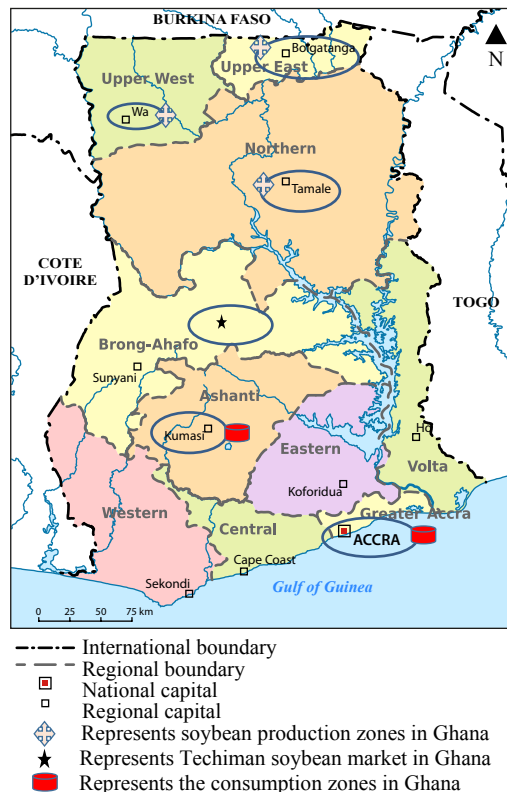 BURKINA FASO
Bolgatanga
Upper East
N
Upper West
Wa
Northern
Tamale
COTE
D'IVOIRE
TOGO
Brong-Ahafo
Sunyani
Ashanti
Kumasi
Eastern
Ho
Volta
Koforidua
Western
Greater Accra
Central
ACCRA
Cape Coast
Sekondi
Gulf of Guinea
0 25 50 75 km
International boundary
Regional boundary
National capital
Regional capital
Represents soybean production zones in Ghana
Represents Techiman soybean market in Ghana
Represents the consumption zones in Ghana